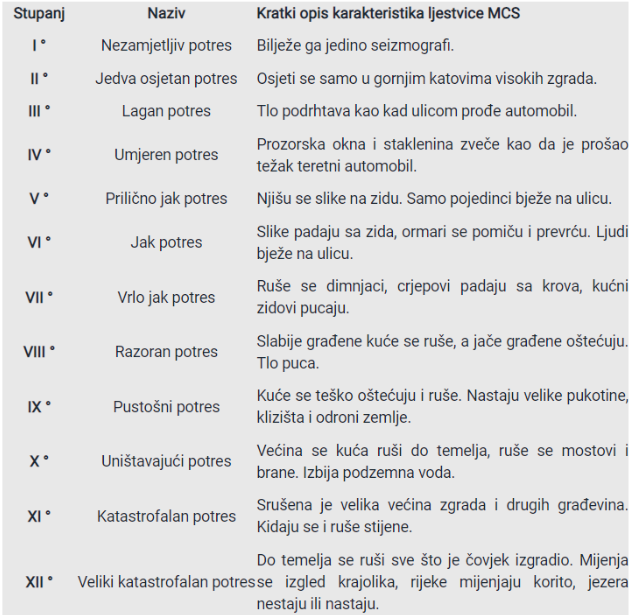 Stupanj Naziv Kratki opis karakteristika ljestvice MCS
I ° Nezamjetljiv potres Bilježe ga jedino seizmografi.
II ° Jedva osjetan potres Osjeti se samo u gornjim katovima visokih zgrada.
III ° Lagan potres Tlo podrhtava kao kad ulicom prođe automobil.
IV ° Umjeren potres Prozorska okna i staklenina zveče kao da je prošao
težak teretni automobil.
V ° Prilično jak potres Njišu se slike na zidu. Samo pojedinci bježe na ulicu.
VI ° Jak potres Slike padaju sa zida, ormari se pomiču i prevrću. Ljudi
bježe na ulicu.
VII ° Vrlo jak potres Ruše se dimnjaci, crjepovi padaju sa krova, kućni
zidovi pucaju.
VIII ° Razoran potres Slabije građene kuće se ruše, a jače građene oštećuju.
Tlo puca.
IX ° Pustošni potres Kuće se teško oštećuju i ruše. Nastaju velike pukotine,
klizišta i odroni zemlje.
X ° Uništavajući potres Većina se kuća ruši do temelja, ruše se mostovi i
brane. Izbija podzemna voda.
XI ° Katastrofalan potres Srušena je velika većina zgrada i drugih građevina.
Kidaju se i ruše stijene.
Do temelja se ruši sve što je čovjek izgradio. Mijenja
XII ° Veliki katastrofalan potres se izgled krajolika, rijeke mijenjaju korito, jezera
nestaju ili nastaju.